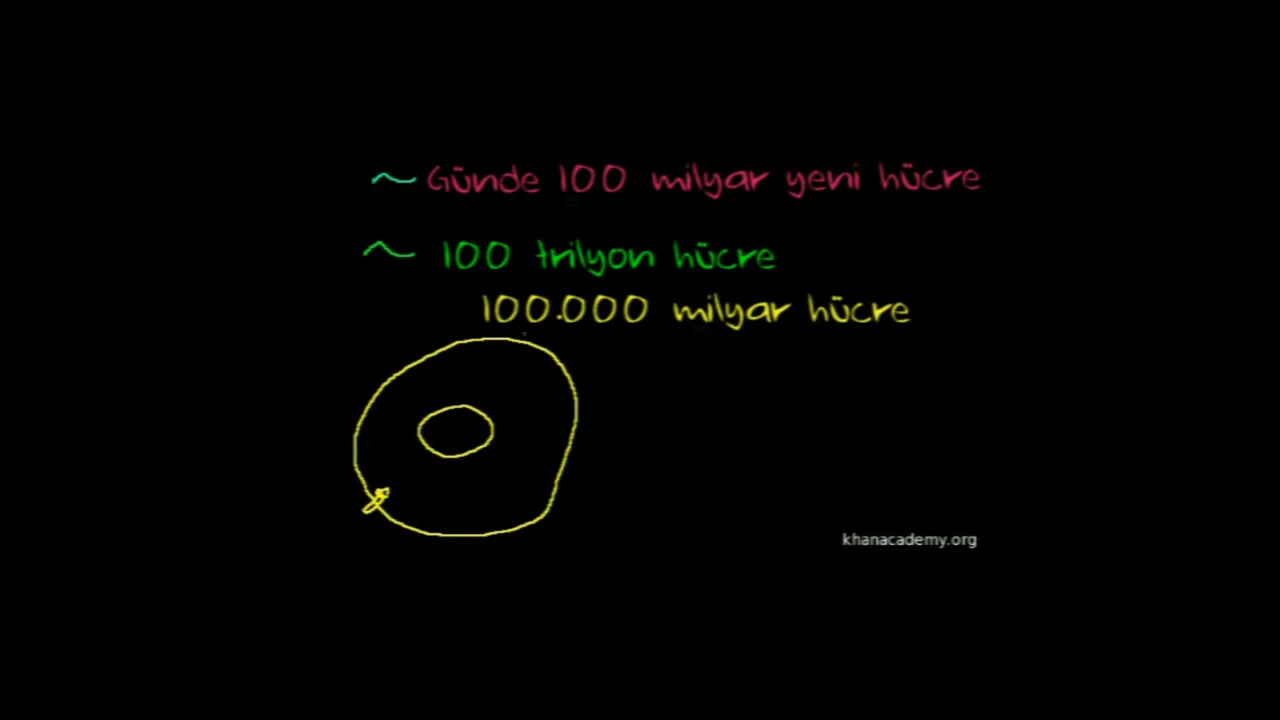 ~ Günde 100 milyar yeni hücre
~ 100 trilyon hücre
100.000 milyar hücre
khanacademy.org